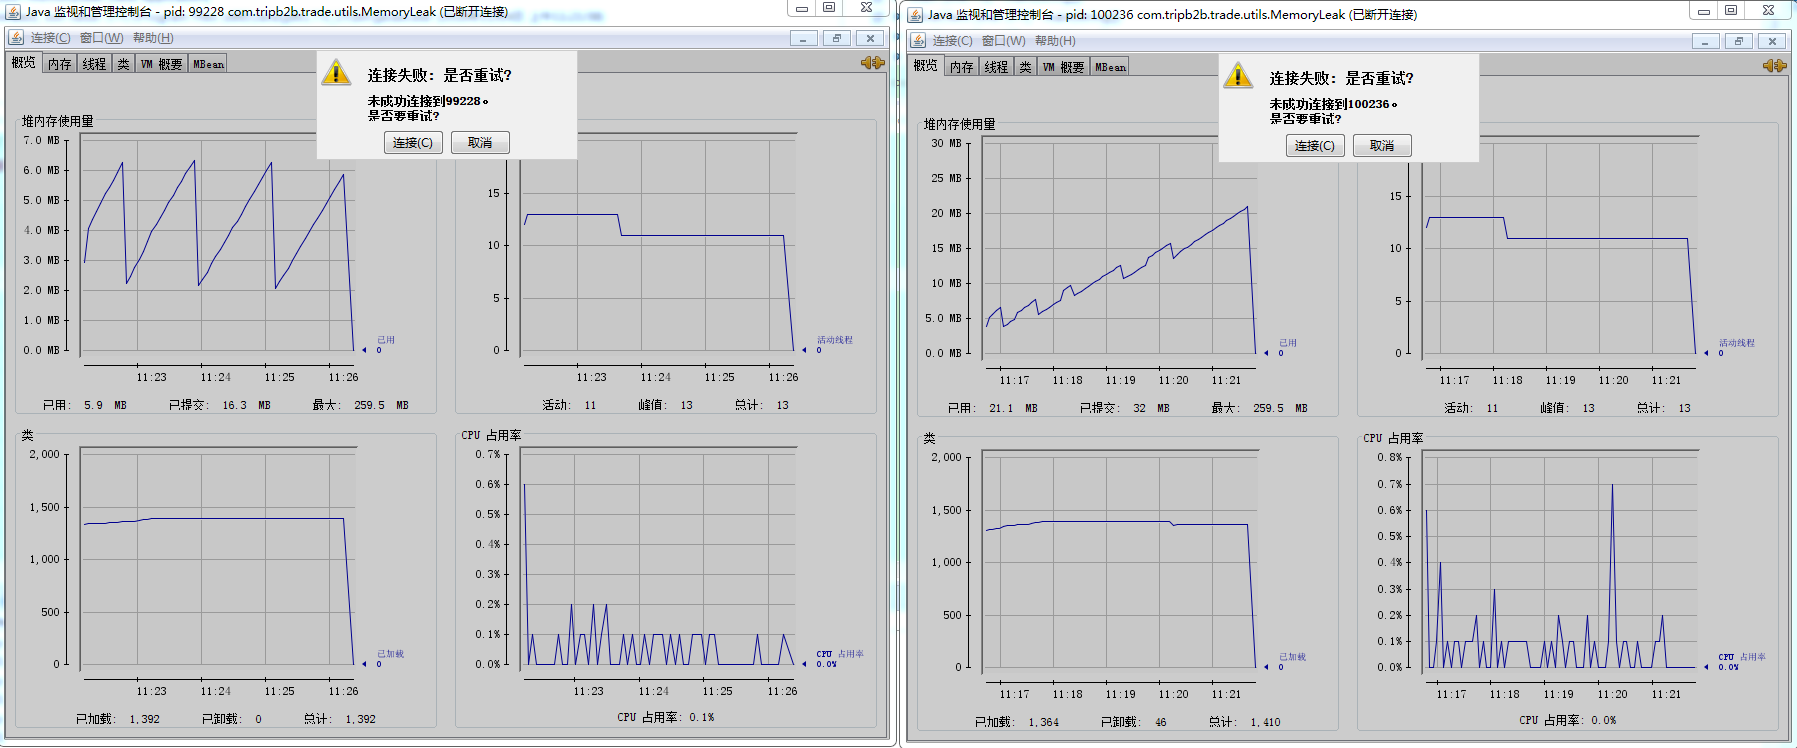 Java 监视和管理控制台 - pid: 99228 com.tripb2b.trade.utils.MemoryLeak (已断开连接)
连接(C) 窗口(W) 帮助(H)
概览 内存 线程 类 VM 概要 MBean
连接失败：是否重试?
未成功连接到99228。
是否要重试?
连接(C) 取消
堆内存使用量
7.0 MB
6.0 MB
5.0 MB
4.0 MB
3.0 MB
2.0 MB
1.0 MB
0.0 MB
已用
0
11:23 11:24 11:25 11:26
已用: 5.9 MB 已提交: 16.3 MB 最大: 259.5 MB
15
10
5
0
活动线程
0
11:23 11:24 11:25 11:26
活动: 11 峰值: 13 总计: 13
类
2,000
1,500
1,000
500
0
已加载
0
11:23 11:24 11:25 11:26
已加载: 1,392 已卸载: 0 总计: 1,392
CPU 占用率
0.7%
0.6%
0.5%
0.4%
0.3%
0.2%
0.1%
0.0%
CPU 占用率
0.0%
11:23 11:24 11:25 11:26
CPU 占用率: 0.1%
Java 监视和管理控制台 - pid: 100236 com.tripb2b.trade.utils.MemoryLeak (已断开连接)
连接(C) 窗口(W) 帮助(H)
概览 内存 线程 类 VM 概要 MBean
连接失败：是否重试?
未成功连接到100236。
是否要重试?
连接(C) 取消
堆内存使用量
30 MB
25 MB
20 MB
15 MB
10 MB
5.0 MB
0.0 MB
已用
0
11:17 11:18 11:19 11:20 11:21
已用: 21.1 MB 已提交: 32 MB 最大: 259.5 MB
15
10
5
0
活动线程
0
11:17 11:18 11:19 11:20 11:21
活动: 11 峰值: 13 总计: 13
类
2,000
1,500
1,000
500
0
已加载
0
11:17 11:18 11:19 11:20 11:21
已加载: 1,364 已卸载: 46 总计: 1,410
CPU 占用率
0.8%
0.7%
0.6%
0.5%
0.4%
0.3%
0.2%
0.1%
0.0%
CPU 占用率
0.0%
11:17 11:18 11:19 11:20 11:21
CPU 占用率: 0.0%